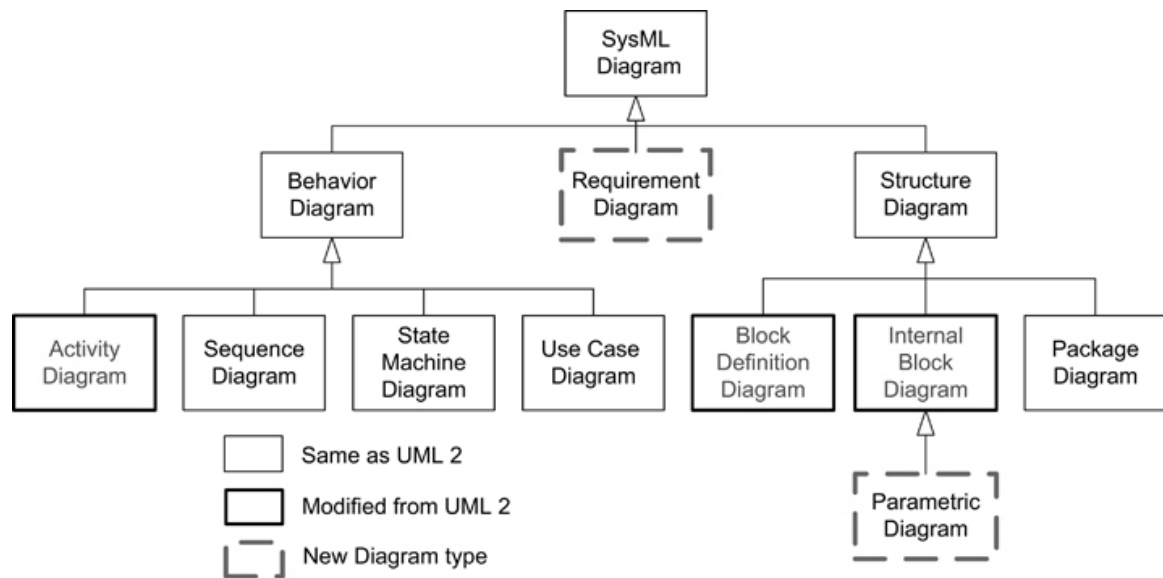 SysML
Diagram
Behavior
Diagram
Requirement
Diagram
Structure
Diagram
Activity
Diagram
Sequence
Diagram
State
Machine
Diagram
Use Case
Diagram
Block
Definition
Diagram
Internal
Block
Diagram
Package
Diagram
Parametric
Diagram
Same as UML 2
Modified from UML 2
New Diagram type